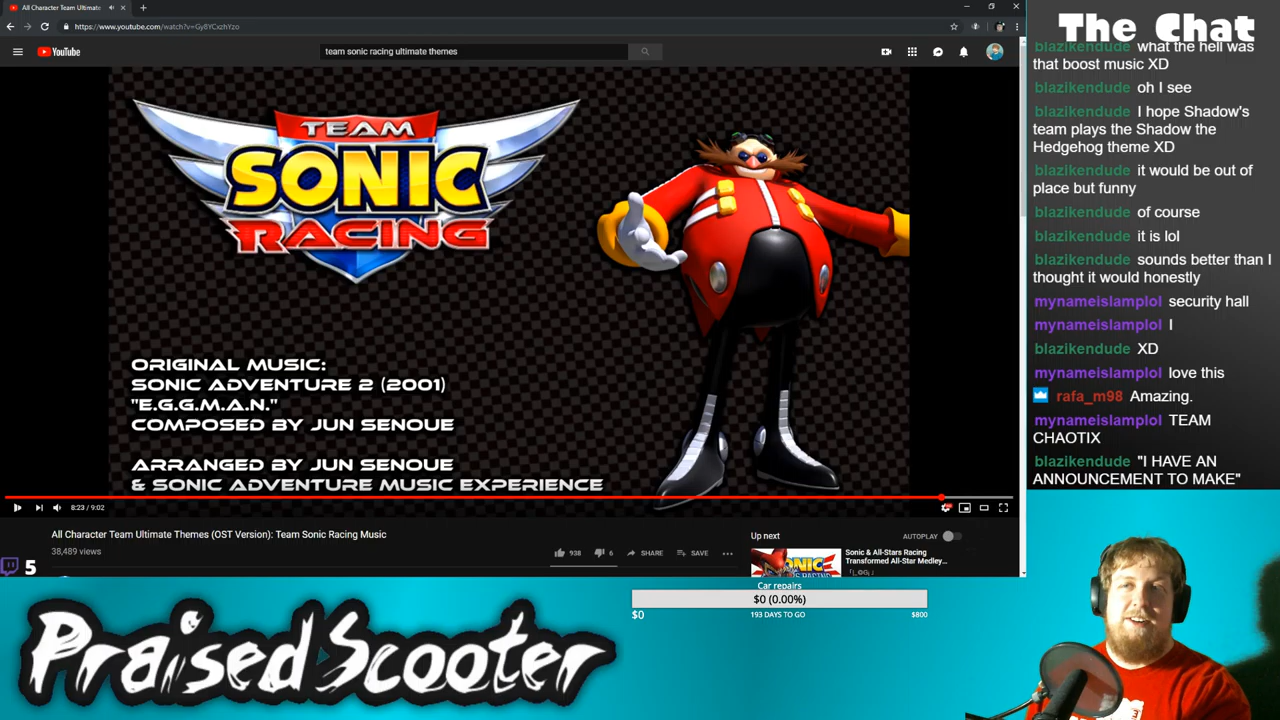 All Character Team Ultimate
https://www.youtube.com/watch?v=Gy8YCxzhYzo
YouTube
team sonic racing ultimate themes
TEAM
SONIC
RACING
ORIGINAL MUSIC:
SONIC ADVENTURE 2 (2001)
"E.G.G.M.A.N."
COMPOSED BY JUN SENOUE
ARRANGED BY JUN SENOUE
& SONIC ADVENTURE MUSIC EXPERIENCE
8:23 / 9:02
All Character Team Ultimate Themes (OST Version): Team Sonic Racing Music
38,489 views
938
6
SHARE
SAVE
Up next
AUTOPLAY
Sonic & All-Stars Racing
Transformed All-Star Medley...
5
Car repairs
$0 (0.00%)
$0
193 DAYS TO GO
$800
PraisedScooter
The Chat
blazikendude what the hell was
that boost music XD
blazikendude oh I see
blazikendude I hope Shadow's
team plays the Shadow the
Hedgehog theme XD
blazikendude it would be out of
place but funny
blazikendude of course
blazikendude it is lol
blazikendude sounds better than I
thought it would honestly
mynameislamplol security hall
mynameislamplol I
blazikendude XD
mynameislamplol love this
rafa_m98 Amazing.
mynameislamplol TEAM
CHAOTIX
blazikendude "I HAVE AN
ANNOUNCEMENT TO MAKE"